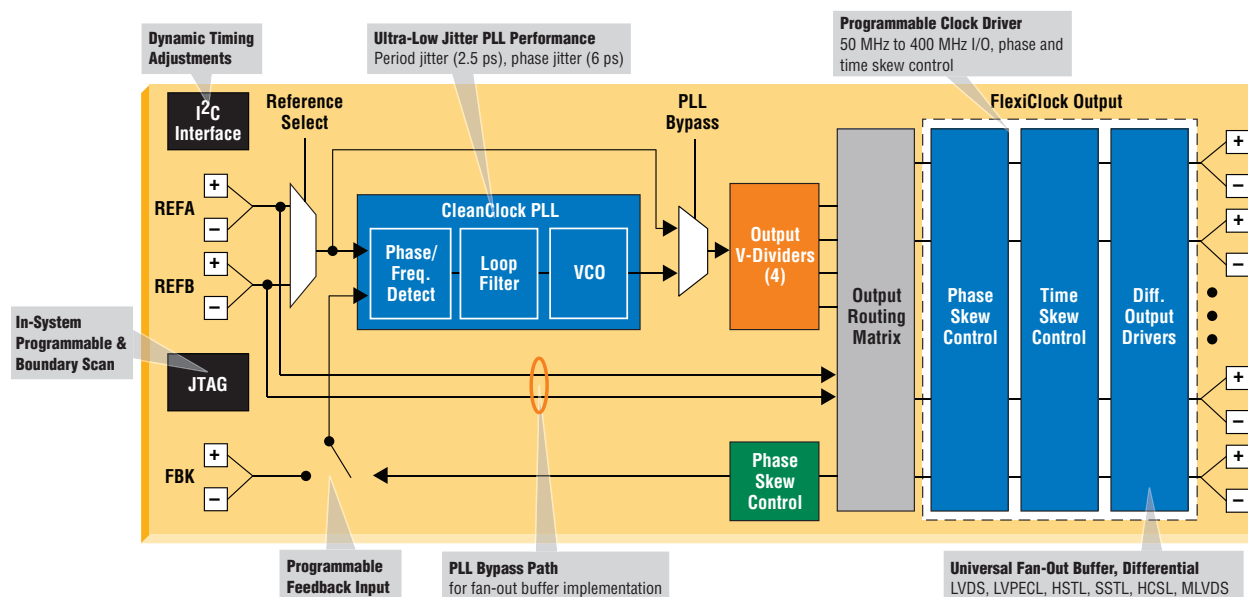 Dynamic Timing
Adjustments
Ultra-Low Jitter PLL Performance
Period jitter (2.5 ps), phase jitter (6 ps)
Programmable Clock Driver
50 MHz to 400 MHz I/O, phase and
time skew control
I2C
Interface
Reference
Select
PLL
Bypass
FlexiClock Output
REFA
+
−
REFB
+
−
CleanClock PLL
Phase/
Freq.
Detect
Loop
Filter
VCO
Output
V-Dividers
(4)
Output
Routing
Matrix
Phase
Skew
Control
Time
Skew
Control
Diff.
Output
Drivers
+
−
+
−
+
−
+
−
In-System
Programmable &
Boundary Scan
JTAG
FBK
+
−
Phase
Skew
Control
Programmable
Feedback Input
PLL Bypass Path
for fan-out buffer implementation
Universal Fan-Out Buffer, Differential
LVDS, LVPECL, HSTL, SSTL, HCSL, MLVDS